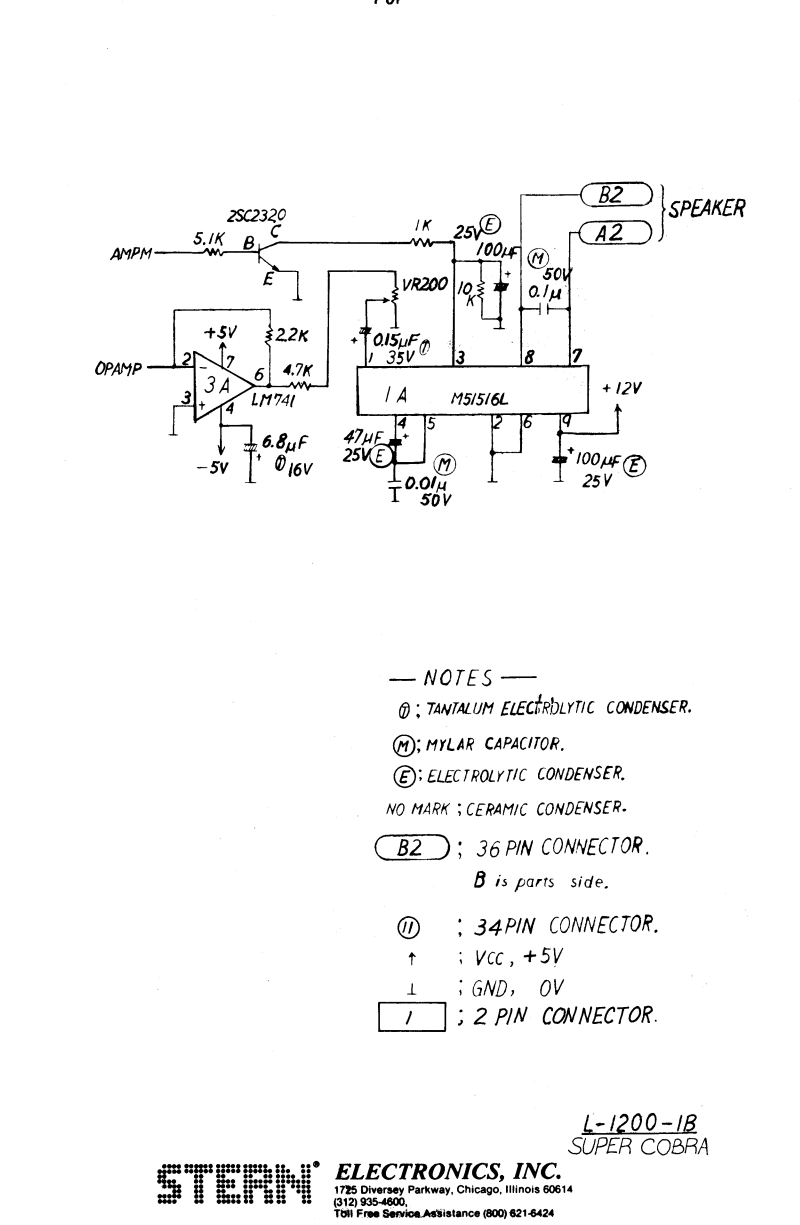 B2
A2
SPEAKER
2SC2320
C
B
E
AMPM
5.1K
1K
25V Ⓔ
100µF
+
10K
Ⓜ
50V
0.1µ
VR200
+5V
2.2K
OPAMP
2
−
7
3A
6
4.7K
LM741
3
+
4
−5V
6.8µF
Ⓣ16V
+
+
0.15µF
35V Ⓣ
1
3
8
7
1A
M51516L
4
5
2
6
9
+12V
47µF
+
25V Ⓔ
Ⓜ
0.01µ
50V
+
100µF Ⓔ
25V
— NOTES —
Ⓣ ; TANTALUM ELECTROLYTIC CONDENSER.
Ⓜ ; MYLAR CAPACITOR.
Ⓔ ; ELECTROLYTIC CONDENSER.
NO MARK ; CERAMIC CONDENSER.
B2 ; 36 PIN CONNECTOR.
B is parts side.
⑪ ; 34 PIN CONNECTOR.
↑ ; VCC, +5V
⊥ ; GND, 0V
1 ; 2 PIN CONNECTOR.
L-1200-1B
SUPER COBRA
STERN® ELECTRONICS, INC.
1725 Diversey Parkway, Chicago, Illinois 60614
(312) 935-4600,
Toll Free Service Assistance (800) 621-6424